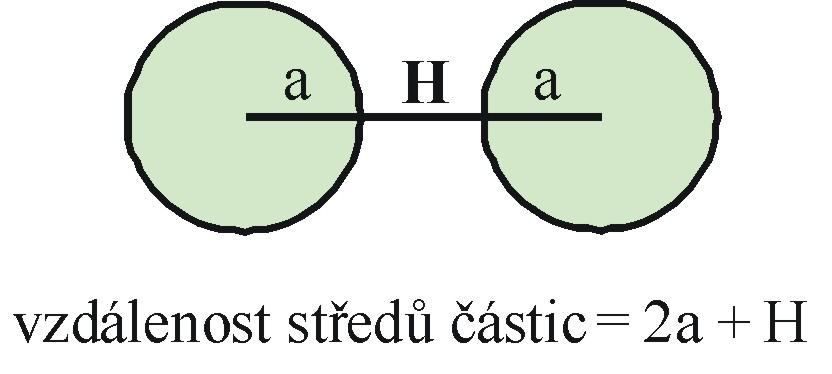 a H a
vzdálenost středů částic = 2a + H